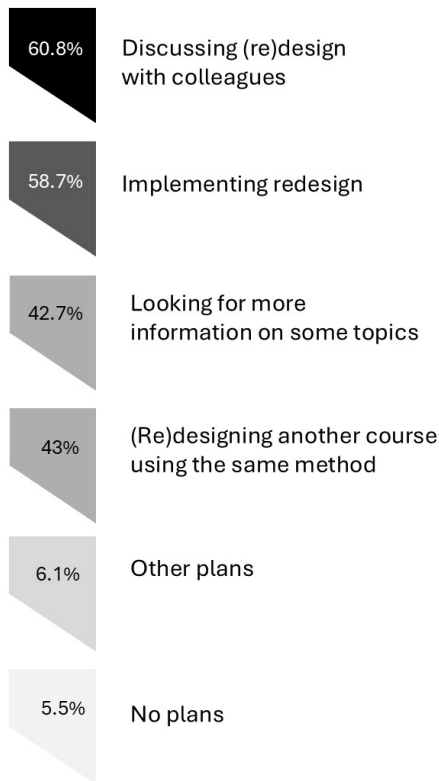 60.8%
Discussing (re)design
with colleagues
58.7%
Implementing redesign
42.7%
Looking for more
information on some topics
43%
(Re)designing another course
using the same method
6.1%
Other plans
5.5%
No plans